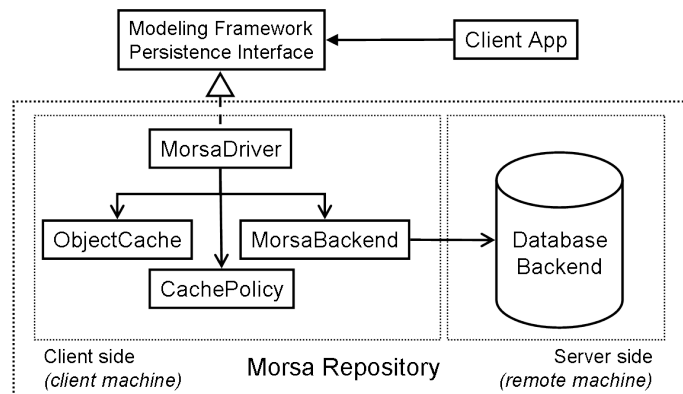 Modeling Framework
Persistence Interface
Client App
MorsaDriver
ObjectCache
MorsaBackend
CachePolicy
Database
Backend
Client side
(client machine)
Morsa Repository
Server side
(remote machine)